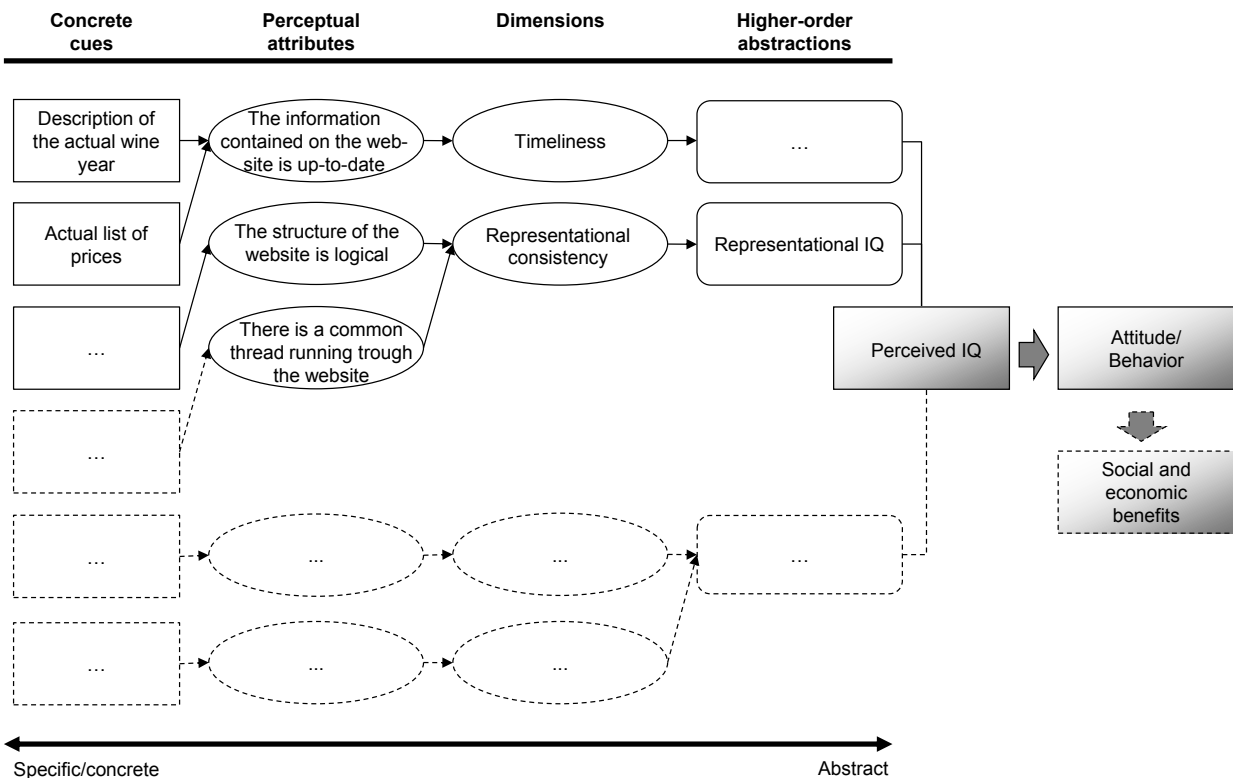 Concrete
cues
Perceptual
attributes
Dimensions
Higher-order
abstractions
Description of
the actual wine
year
The information
contained on the web-
site is up-to-date
Timeliness
…
Actual list of
prices
The structure of the
website is logical
Representational
consistency
Representational IQ
…
There is a common
thread running trough
the website
Perceived IQ
Attitude/
Behavior
…
Social and
economic
benefits
…
...
...
…
…
...
...
Specific/concrete
Abstract